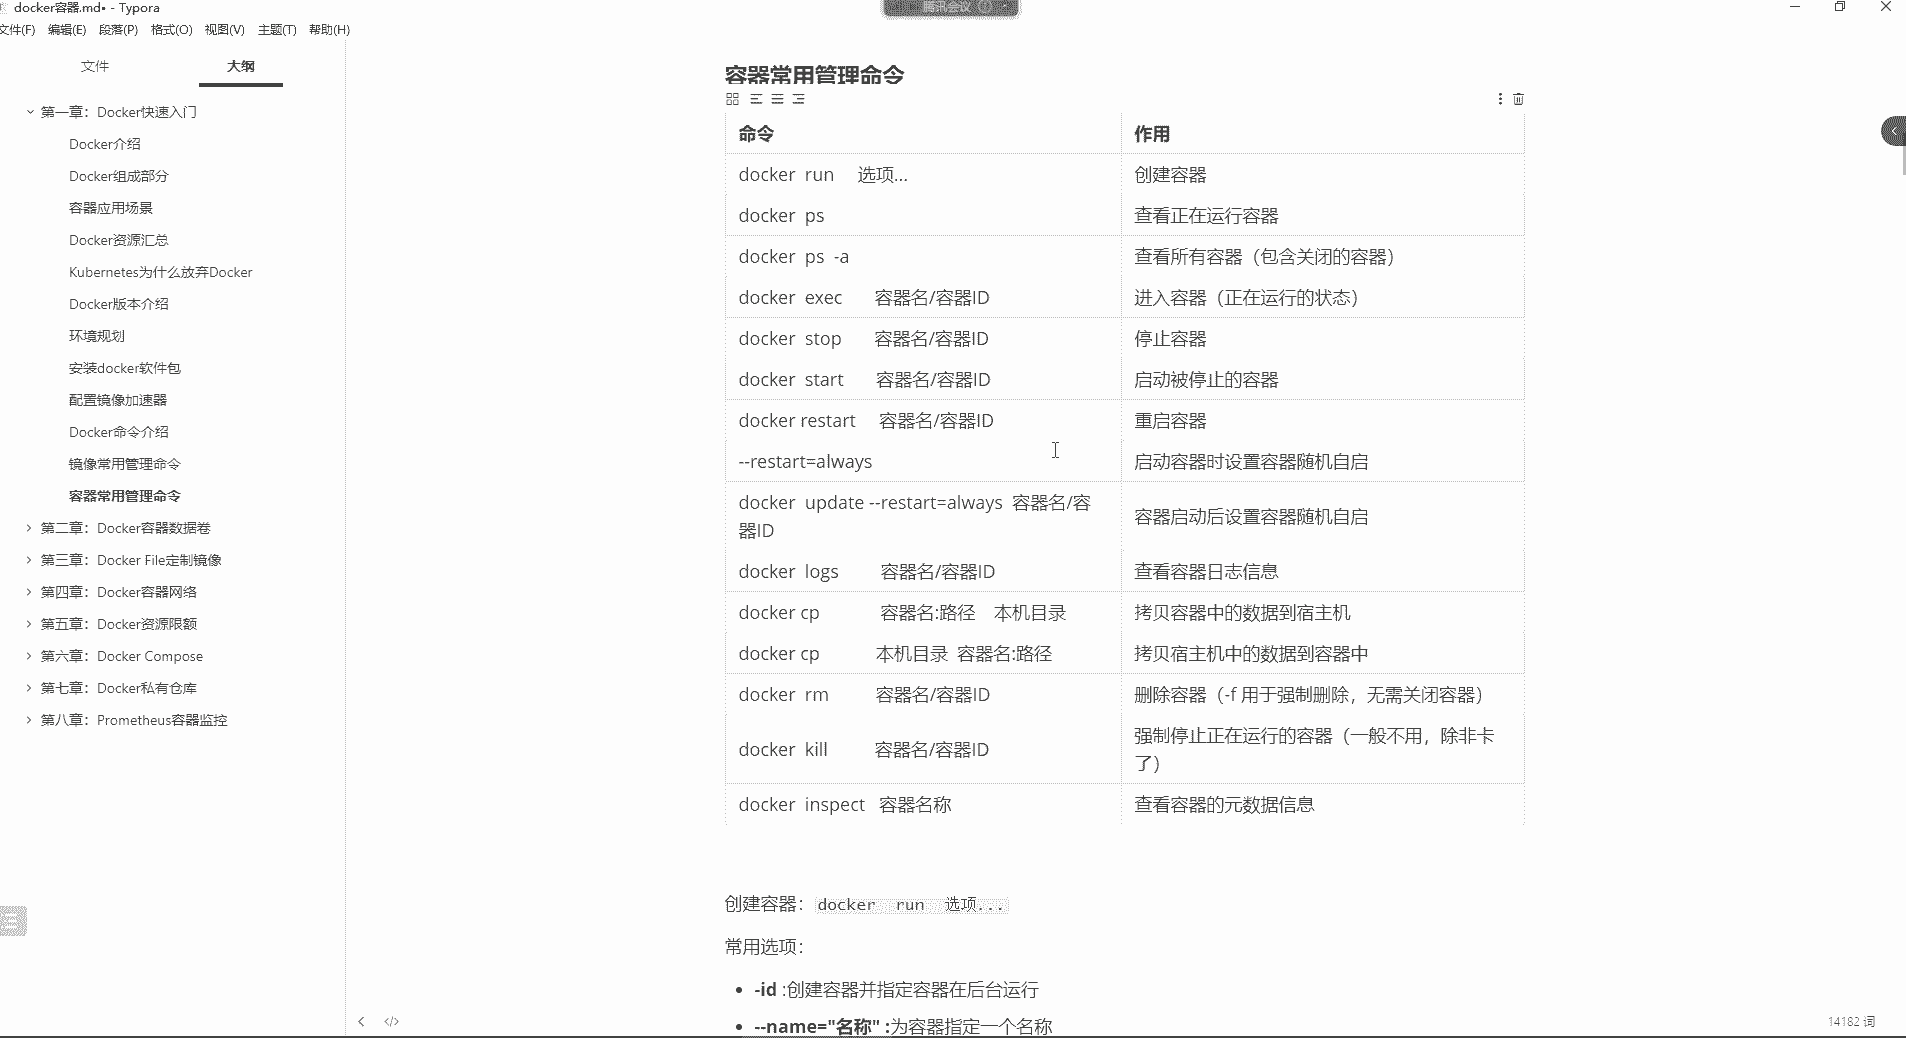 docker容器.md• - Typora
腾讯会议
文件(F) 编辑(E) 段落(P) 格式(O) 视图(V) 主题(T) 帮助(H)
文件 大纲
第一章：Docker快速入门
Docker介绍
Docker组成部分
容器应用场景
Docker资源汇总
Kubernetes为什么放弃Docker
Docker版本介绍
环境规划
安装docker软件包
配置镜像加速器
Docker命令介绍
镜像常用管理命令
容器常用管理命令
第二章：Docker容器数据卷
第三章：Docker File定制镜像
第四章：Docker容器网络
第五章：Docker资源限额
第六章：Docker Compose
第七章：Docker私有仓库
第八章：Prometheus容器监控
容器常用管理命令
命令 作用
docker run 选项... 创建容器
docker ps 查看正在运行容器
docker ps -a 查看所有容器（包含关闭的容器）
docker exec 容器名/容器ID 进入容器（正在运行的状态）
docker stop 容器名/容器ID 停止容器
docker start 容器名/容器ID 启动被停止的容器
docker restart 容器名/容器ID 重启容器
--restart=always 启动容器时设置容器随机自启
docker update --restart=always 容器名/容
器ID 容器启动后设置容器随机自启
docker logs 容器名/容器ID 查看容器日志信息
docker cp 容器名:路径 本机目录 拷贝容器中的数据到宿主机
docker cp 本机目录 容器名:路径 拷贝宿主机中的数据到容器中
docker rm 容器名/容器ID 删除容器（-f 用于强制删除，无需关闭容器）
docker kill 容器名/容器ID 强制停止正在运行的容器（一般不用，除非卡
了）
docker inspect 容器名称 查看容器的元数据信息
创建容器：docker run 选项...
常用选项：
-id :创建容器并指定容器在后台运行
--name="名称" :为容器指定一个名称
14182 词